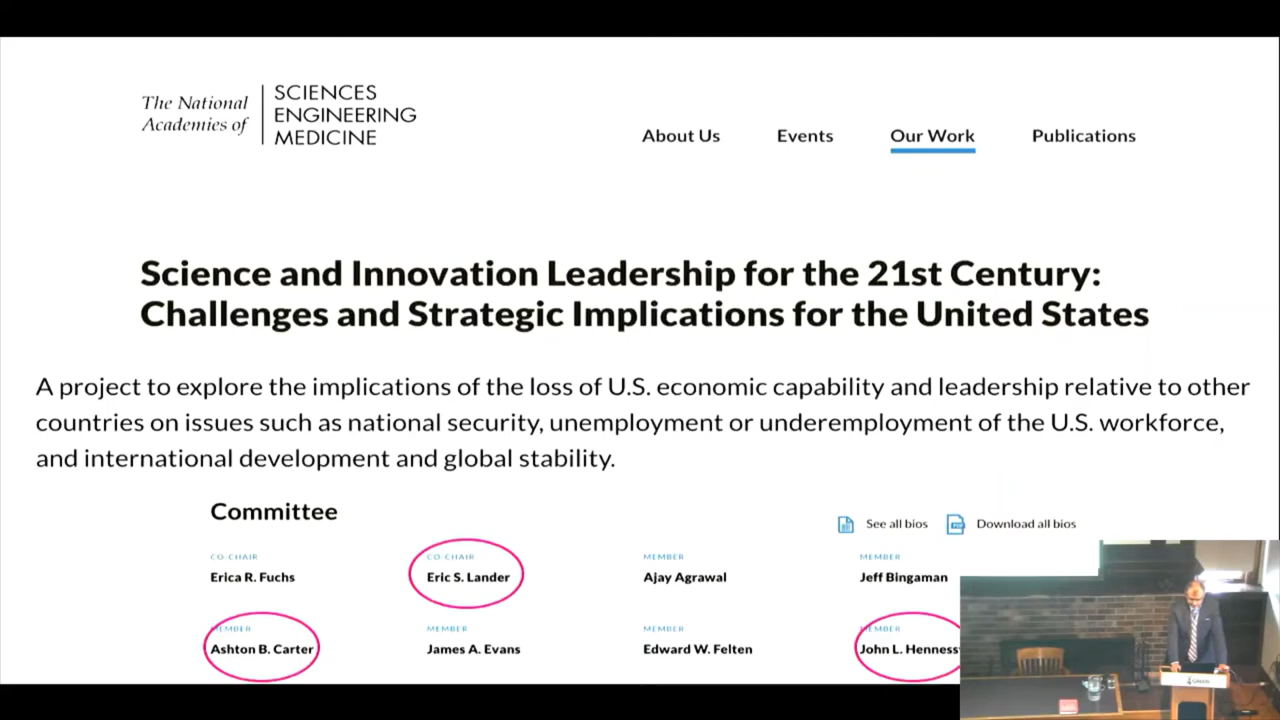 The National
Academies of
SCIENCES
ENGINEERING
MEDICINE
About Us
Events
Our Work
Publications
Science and Innovation Leadership for the 21st Century:
Challenges and Strategic Implications for the United States
A project to explore the implications of the loss of U.S. economic capability and leadership relative to other
countries on issues such as national security, unemployment or underemployment of the U.S. workforce,
and international development and global stability.
Committee
See all bios
Download all bios
CO-CHAIR
Erica R. Fuchs
CO-CHAIR
Eric S. Lander
MEMBER
Ajay Agrawal
MEMBER
Jeff Bingaman
MEMBER
Ashton B. Carter
MEMBER
James A. Evans
MEMBER
Edward W. Felten
MEMBER
John L. Henness